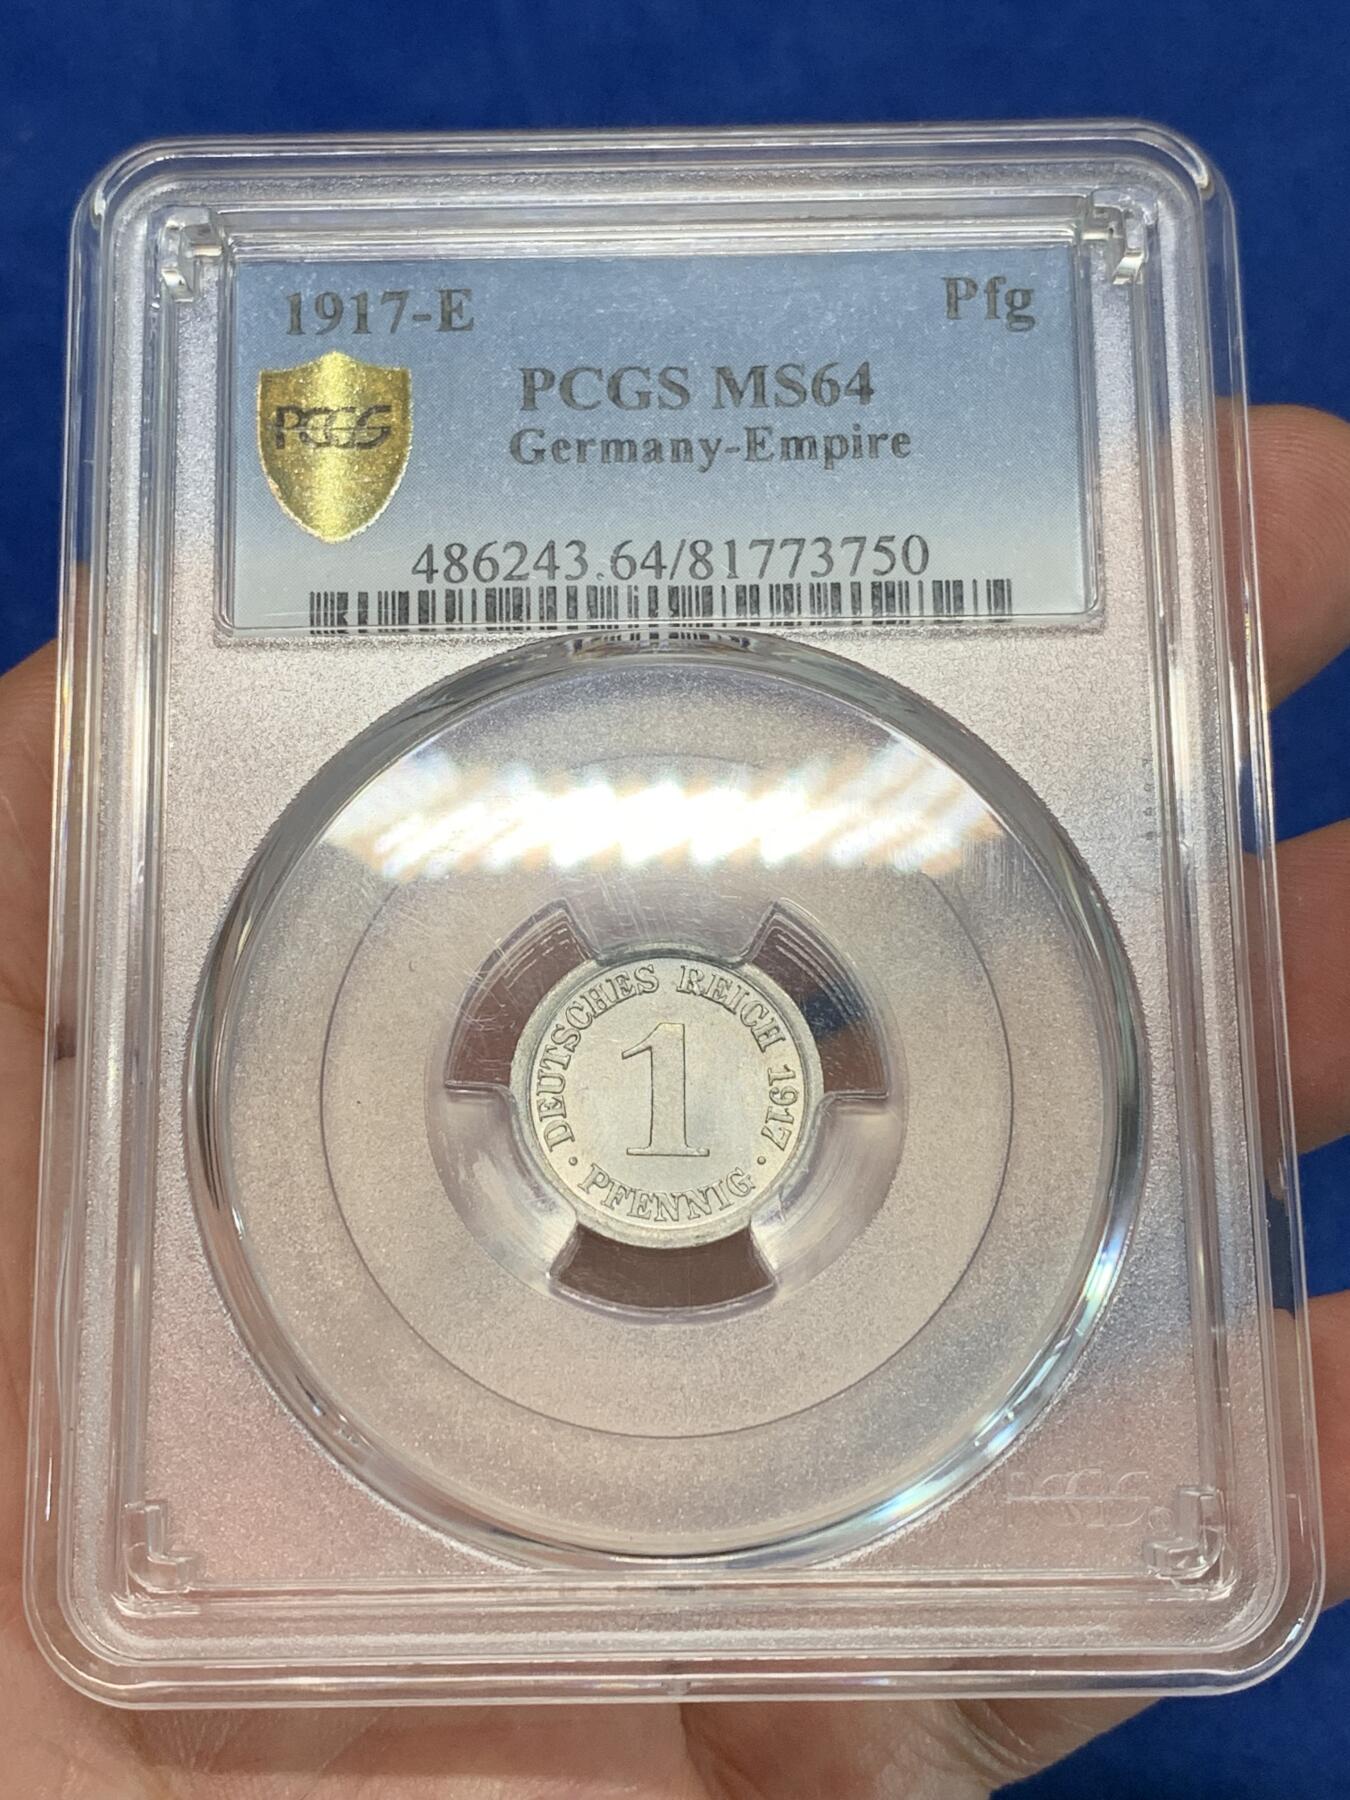 1917-E Pfg
PCGS
PCGS MS64
Germany-Empire
486243.64/81773750
DEUTSCHES REICH 1917
1
· PFENNIG ·
PCGS